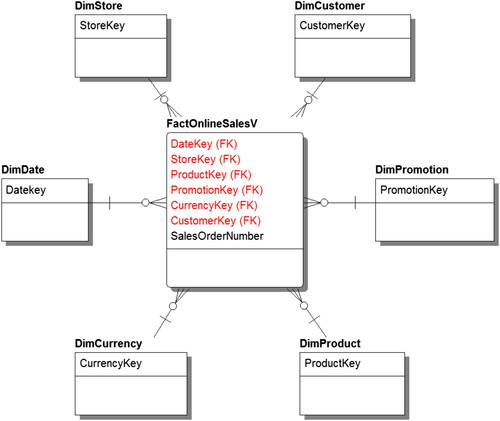 DimStore
StoreKey
DimCustomer
CustomerKey
FactOnlineSalesV
DateKey (FK)
StoreKey (FK)
ProductKey (FK)
PromotionKey (FK)
CurrencyKey (FK)
CustomerKey (FK)
SalesOrderNumber
DimDate
Datekey
DimPromotion
PromotionKey
DimCurrency
CurrencyKey
DimProduct
ProductKey